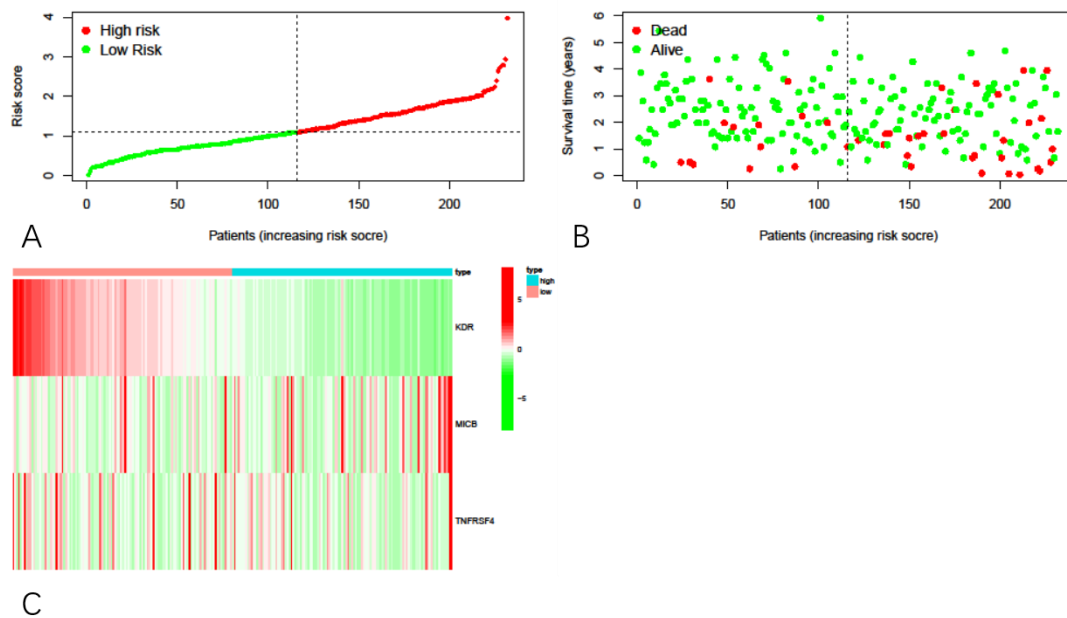 High risk
Low Risk
Risk score
4
3
2
1
0
0 50 100 150 200
Patients (increasing risk socre)
A
Dead
Alive
Survival time (years)
6
5
4
3
2
1
0
0 50 100 150 200
Patients (increasing risk socre)
B
type
KDR
MICB
TNFRSF4
5
0
−5
type
high
low
C